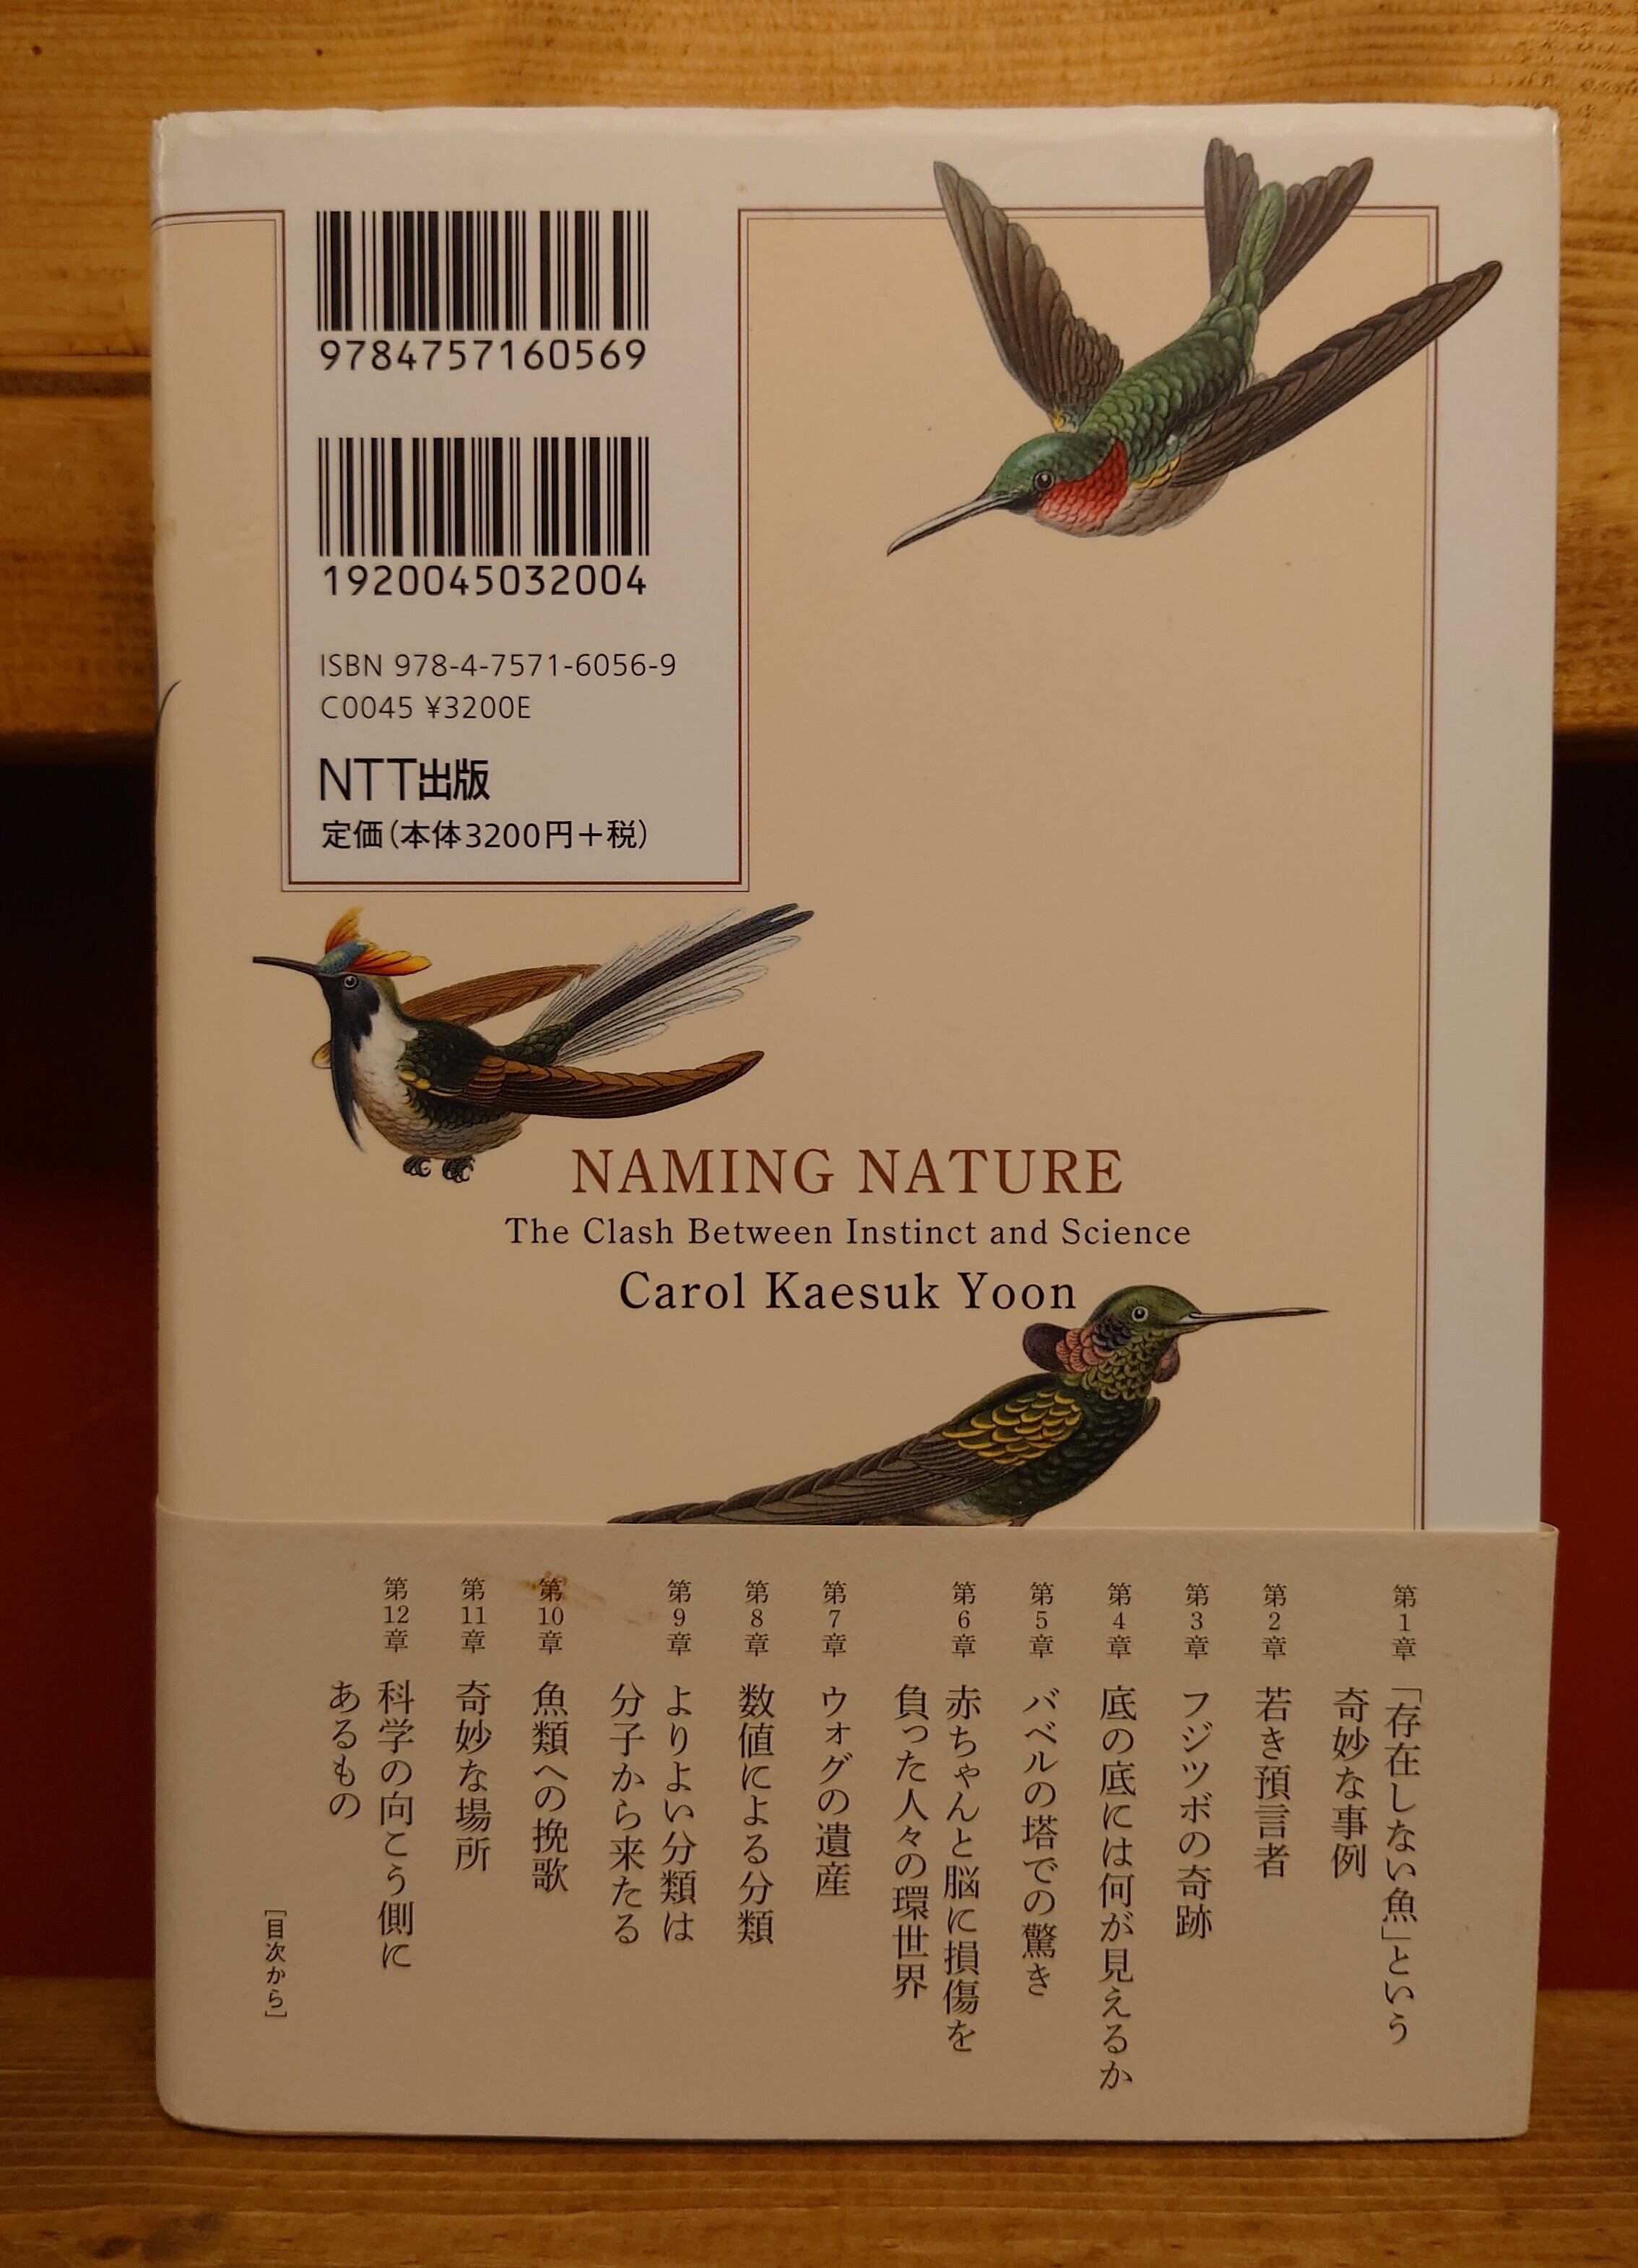 9784757160569
1920045032004
ISBN 978-4-7571-6056-9
C0045 ¥3200E
NTT出版
定価(本体3200円+税)
NAMING NATURE
The Clash Between Instinct and Science
Carol Kaesuk Yoon
第1章 「存在しない魚」という
奇妙な事例
第2章 若き預言者
第3章 フジツボの奇跡
第4章 底の底には何が見えるか
第5章 バベルの塔での驚き
第6章 赤ちゃんと脳に損傷を
負った人々の環世界
第7章 ウォグの遺産
第8章 数値による分類
第9章 よりよい分類は
分子から来たる
第10章 魚類への挽歌
第11章 奇妙な場所
第12章 科学の向こう側に
あるもの
[目次から]